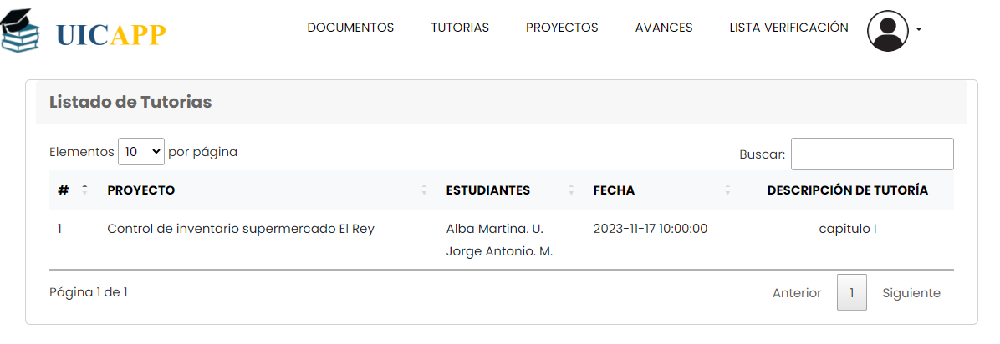 UICAPP DOCUMENTOS TUTORIAS PROYECTOS AVANCES LISTA VERIFICACIÓN
Listado de Tutorias
Elementos 10 por página Buscar:
# PROYECTO ESTUDIANTES FECHA DESCRIPCIÓN DE TUTORÍA
1 Control de inventario supermercado El Rey Alba Martina. U. 2023-11-17 10:00:00 capitulo I
Jorge Antonio. M.
Página 1 de 1 Anterior 1 Siguiente